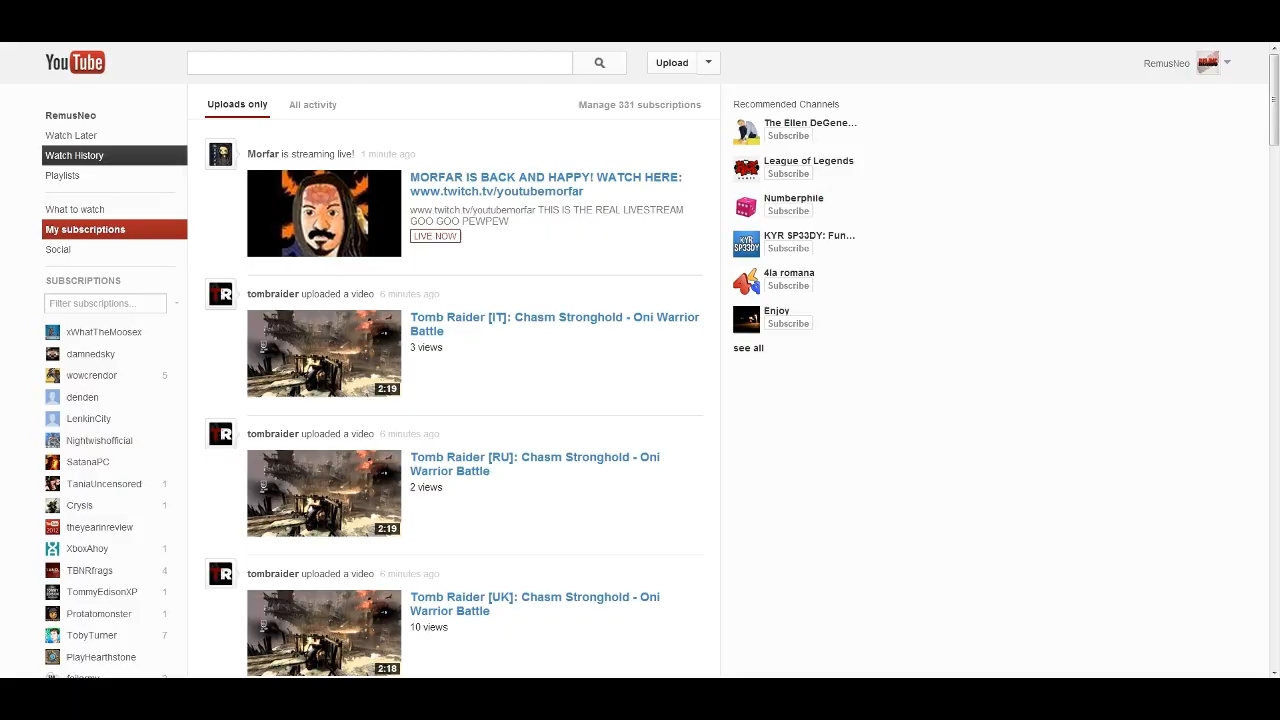 YouTube
Upload
RemusNeo
RemusNeo
Watch Later
Watch History
Playlists
What to watch
My subscriptions
Social
SUBSCRIPTIONS
Filter subscriptions...
xWhatTheMoosex
damnedsky
wowcrendor 5
denden
LenkinCity
Nightwishofficial
SatanaPC
TaniaUncensored 1
Crysis 1
theyearinreview
XboxAhoy 1
TBNRfrags 4
TommyEdisonXP 1
Protatomonster 1
TobyTurner 7
PlayHearthstone
Uploads only
All activity
Manage 331 subscriptions
Morfar is streaming live! 1 minute ago
MORFAR IS BACK AND HAPPY! WATCH HERE:
www.twitch.tv/youtubemorfar
www.twitch.tv/youtubemorfar THIS IS THE REAL LIVESTREAM
GOO GOO PEWPEW
LIVE NOW
TR
tombraider uploaded a video 6 minutes ago
Tomb Raider [IT]: Chasm Stronghold - Oni Warrior
Battle
3 views
2:19
TR
tombraider uploaded a video 6 minutes ago
Tomb Raider [RU]: Chasm Stronghold - Oni
Warrior Battle
2 views
2:19
TR
tombraider uploaded a video 6 minutes ago
Tomb Raider [UK]: Chasm Stronghold - Oni
Warrior Battle
10 views
2:18
Recommended Channels
The Ellen DeGene...
Subscribe
League of Legends
Subscribe
Numberphile
Subscribe
KYR SP33DY: Fun...
Subscribe
4la romana
Subscribe
Enjoy
Subscribe
see all